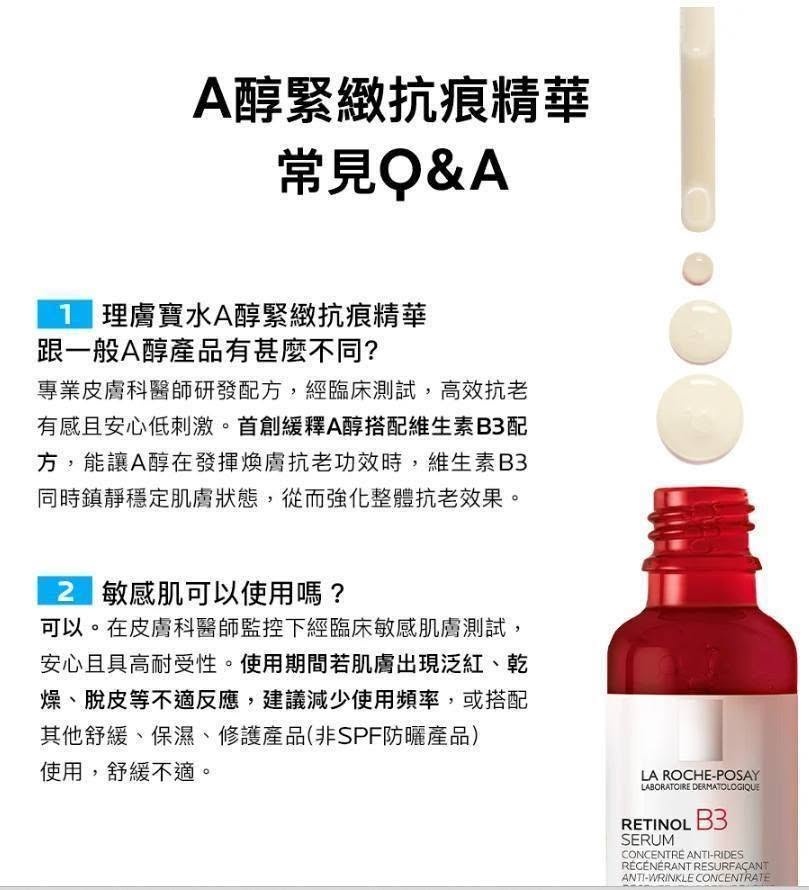 A醇緊緻抗痕精華
常見Q&A
1 理膚寶水A醇緊緻抗痕精華
跟一般A醇產品有甚麼不同?
專業皮膚科醫師研發配方，經臨床測試，高效抗老
有感且安心低刺激。首創緩釋A醇搭配維生素B3配
方，能讓A醇在發揮煥膚抗老功效時，維生素B3
同時鎮靜穩定肌膚狀態，從而強化整體抗老效果。
2 敏感肌可以使用嗎？
可以。在皮膚科醫師監控下經臨床敏感肌膚測試，
安心且具高耐受性。使用期間若肌膚出現泛紅、乾
燥、脫皮等不適反應，建議減少使用頻率，或搭配
其他舒緩、保濕、修護產品(非SPF防曬產品)
使用，舒緩不適。
LA ROCHE-POSAY
LABORATOIRE DERMATOLOGIQUE
RETINOL B3
SERUM
CONCENTRÉ ANTI-RIDES
RÉGÉNÉRANT RESURFAÇANT
ANTI-WRINKLE CONCENTRATE